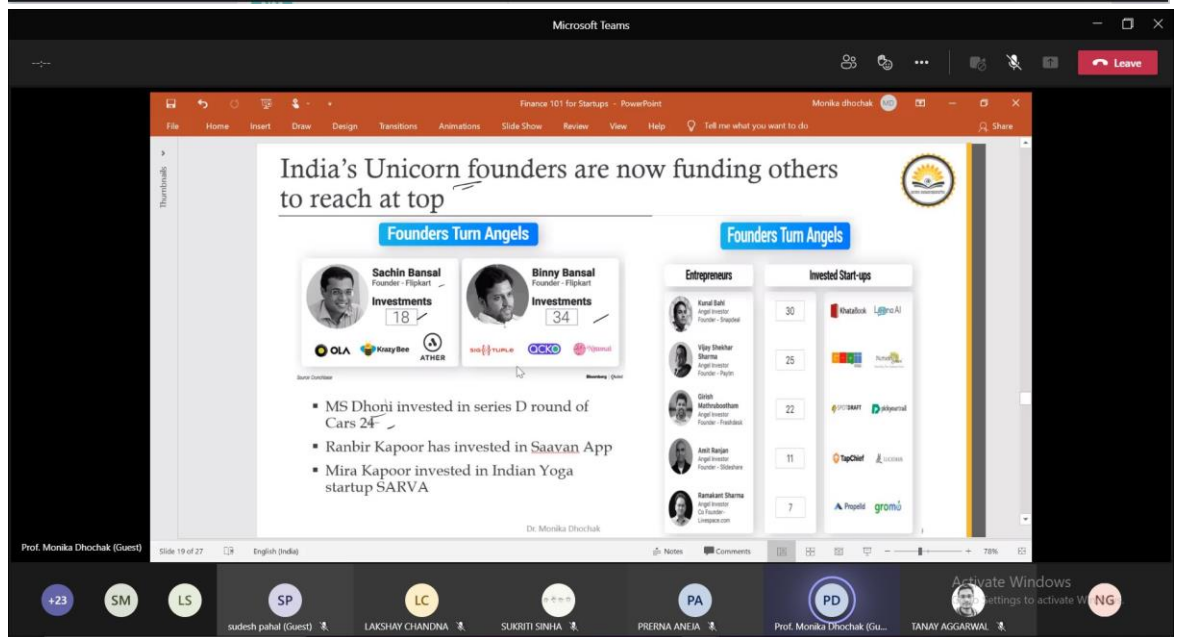 Microsoft Teams
--:--
Leave
Finance 101 for Startups - PowerPoint
Monika dhochak
MD
File Home Insert Draw Design Transitions Animations Slide Show Review View Help Tell me what you want to do
Share
Thumbnails
India's Unicorn founders are now funding others
to reach at top
Founders Turn Angels
Sachin Bansal
Founder - Flipkart
Investments
18
OLA KrazyBee ATHER
Binny Bansal
Founder - Flipkart
Investments
34
SIG TUPLE ACKO
MS Dhoni invested in series D round of
Cars 24
Ranbir Kapoor has invested in Saavan App
Mira Kapoor invested in Indian Yoga
startup SARVA
Founders Turn Angels
Entrepreneurs
Invested Start-ups
Kunal Bahl
Angel Investor
Founder - Snapdeal
30
KhataBook
Vijay Shekhar
Sharma
Angel Investor
Founder - Paytm
25
Girish
Mathrubootham
Angel Investor
Founder - Freshdesk
22
SPOTDRAFT pickyourtrail
Amit Ranjan
Angel Investor
Founder - Slideshare
11
TapChief
Ramakant Sharma
Angel Investor
Co Founder -
Livspace.com
7
Propelld gromo
Dr. Monika Dhochak
Prof. Monika Dhochak (Guest)
Slide 19 of 27
English (India)
Notes
Comments
78%
+23
SM
LS
SP
sudesh pahal (Guest)
LC
LAKSHAY CHANDNA
SUKRITI SINHA
PA
PRERNA ANEJA
PD
Prof. Monika Dhochak (Gu...
TANAY AGGARWAL
NG
Activate Windows
Settings to activate